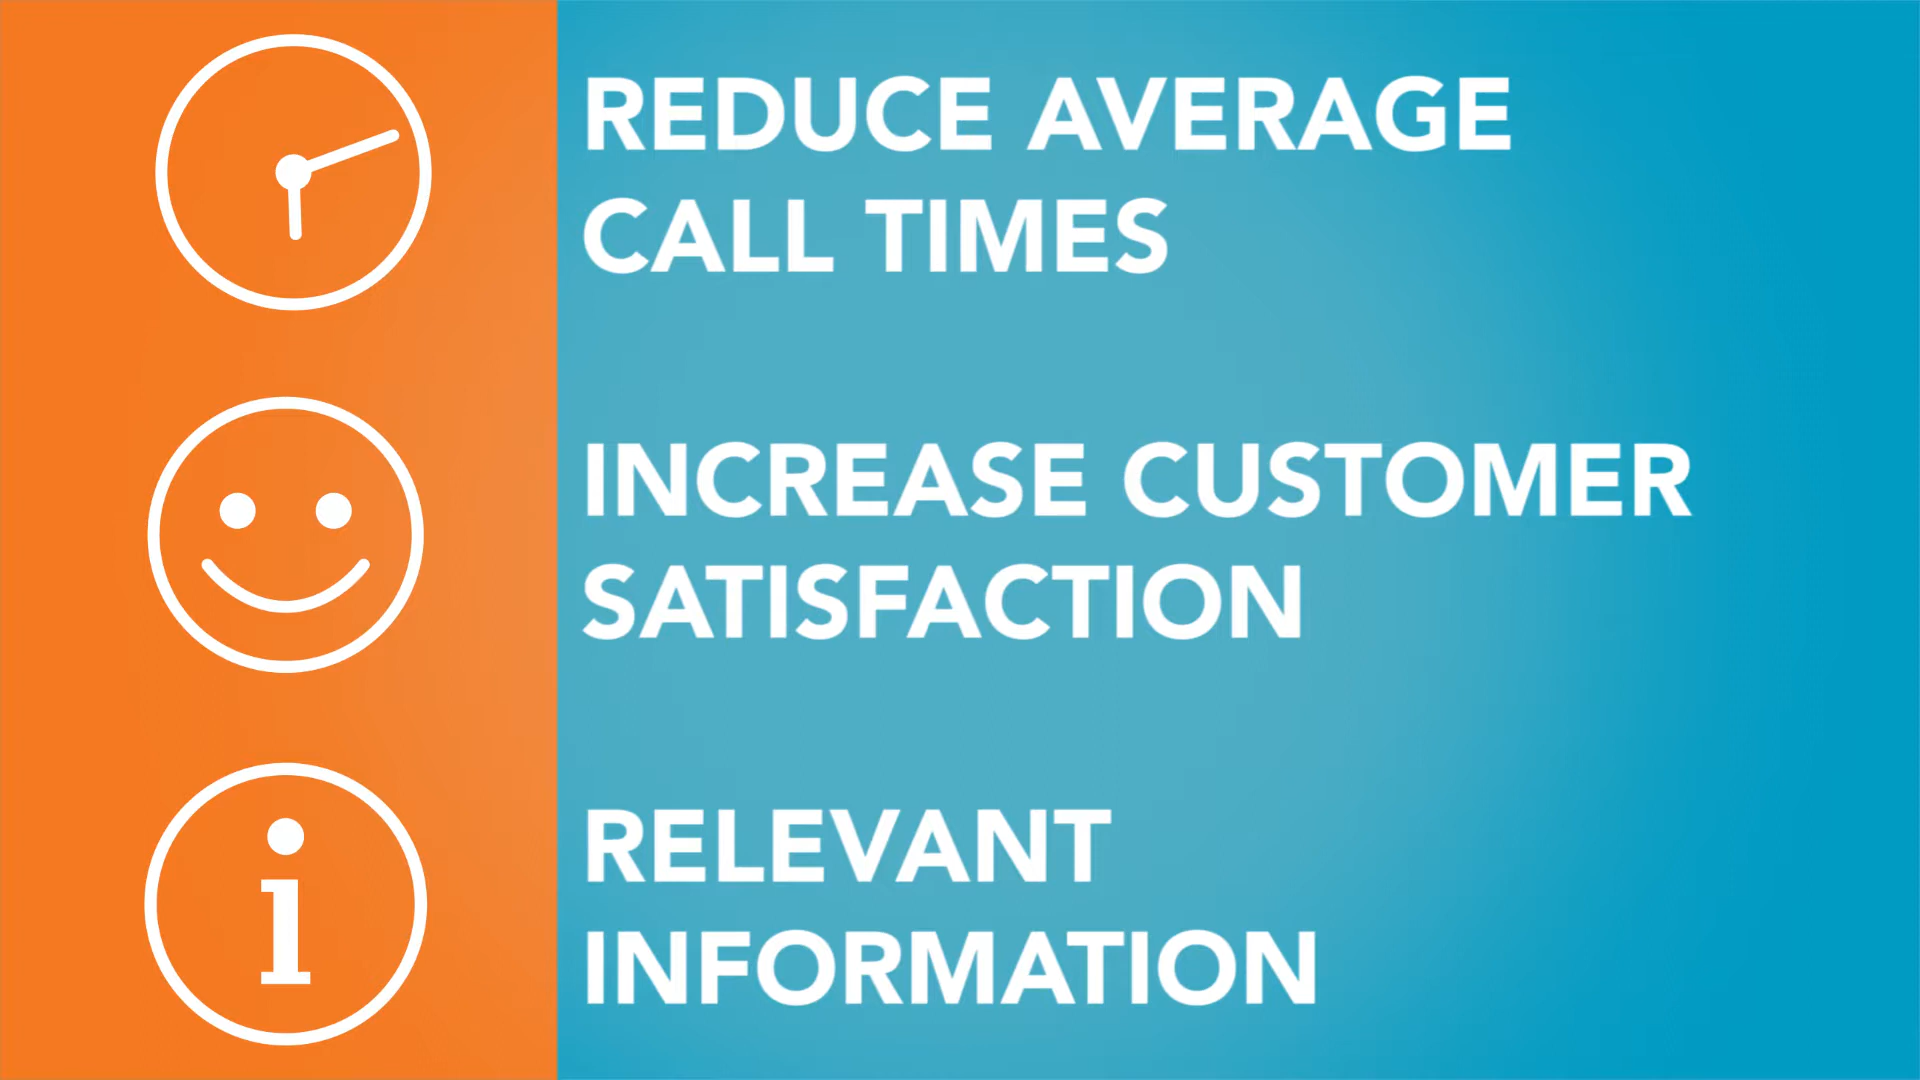 REDUCE AVERAGE
CALL TIMES
INCREASE CUSTOMER
SATISFACTION
i
RELEVANT
INFORMATION